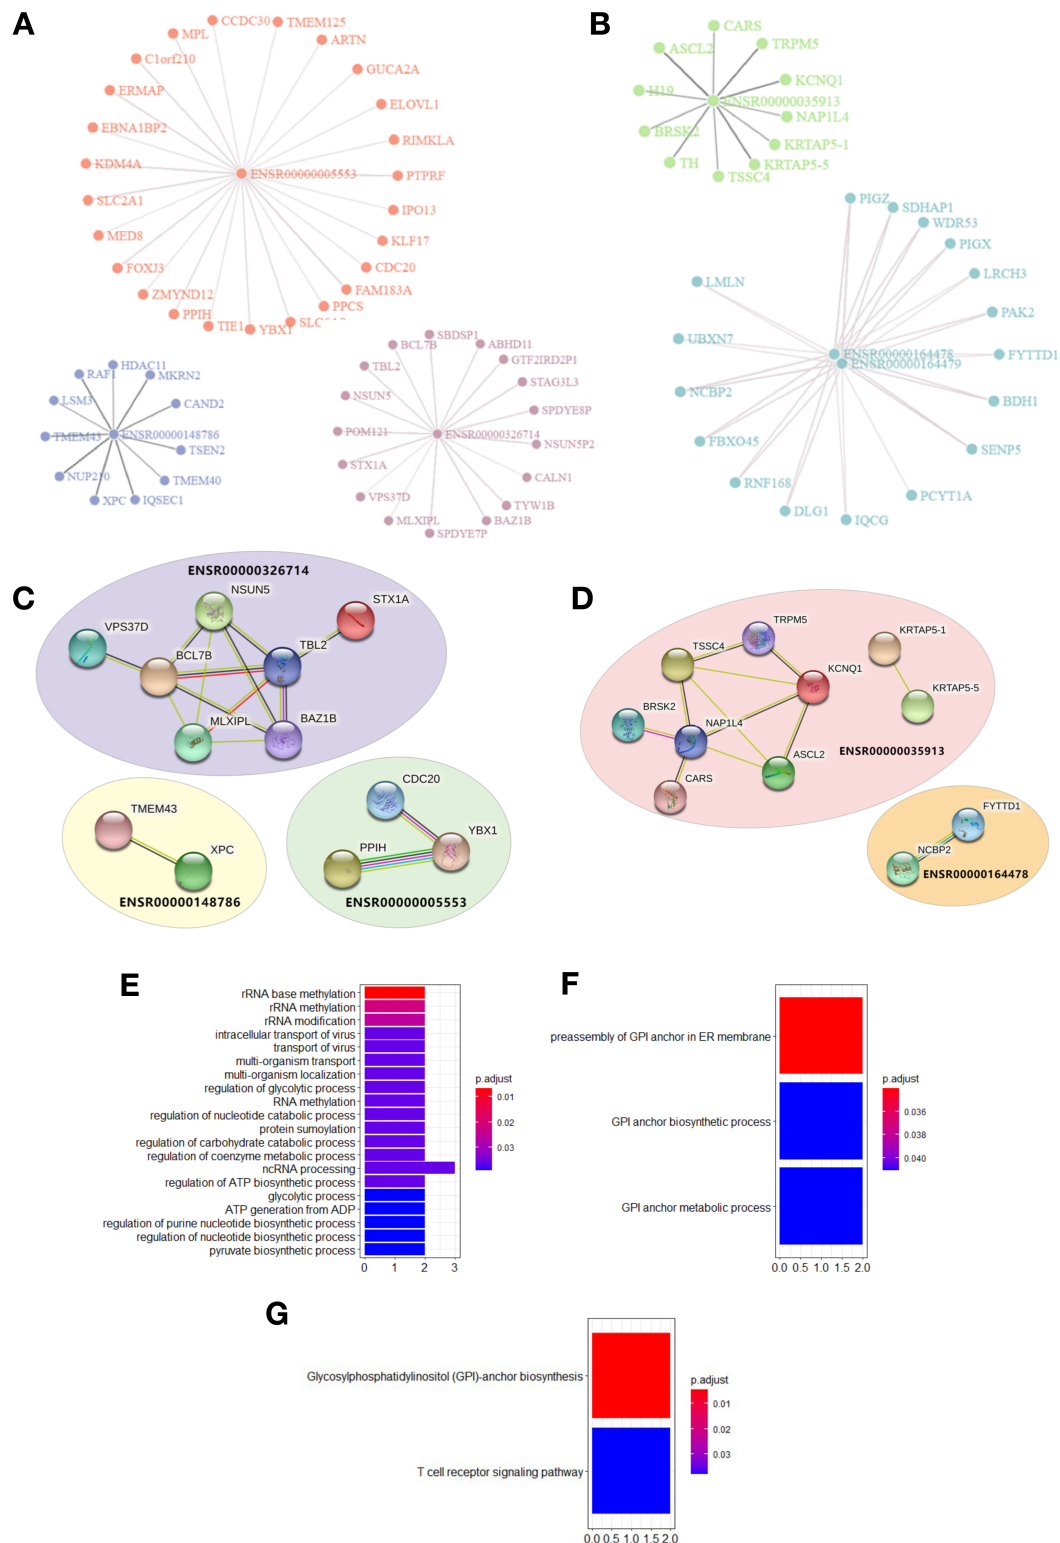 A
CCDC30
TMEM125
MPL
ARTN
C1orf210
GUCA2A
ERMAP
ELOVL1
EBNA1BP2
RIMKLA
KDM4A
ENSR00000005553
PTPRF
SLC2A1
IPO13
MED8
KLF17
FOXJ3
CDC20
ZMYND12
FAM183A
PPIH
PPCS
TIE1
YBX1
B
CARS
ASCL2
TRPM5
H19
KCNQ1
ENSR00000035913
NAP1L4
BRSK2
KRTAP5-1
TH
KRTAP5-5
TSSC4
PIGZ
SDHAP1
WDR53
PIGX
LMLN
LRCH3
PAK2
UBXN7
ENSR00000164478
FYTTD1
ENSR00000164479
NCBP2
BDH1
FBXO45
SENP5
RNF168
PCYT1A
DLG1
IQCG
HDAC11
RAF1
MKRN2
LSM3
CAND2
TMEM43
ENSR00000148786
TSEN2
NUP210
TMEM40
XPC
IQSEC1
SBDSP1
BCL7B
ABHD11
TBL2
GTF2IRD2P1
STAG3L3
NSUN5
SPDYE8P
POM121
ENSR00000326714
NSUN5P2
STX1A
CALN1
VPS37D
TYW1B
MLXIPL
BAZ1B
SPDYE7P
C
ENSR00000326714
NSUN5
STX1A
VPS37D
TBL2
BCL7B
MLXIPL
BAZ1B
TMEM43
XPC
ENSR00000148786
CDC20
YBX1
PPIH
ENSR00000005553
D
TRPM5
TSSC4
KRTAP5-1
KCNQ1
KRTAP5-5
BRSK2
NAP1L4
ENSR00000035913
ASCL2
CARS
FYTTD1
NCBP2
ENSR00000164478
E
rRNA base methylation
rRNA methylation
rRNA modification
intracellular transport of virus
transport of virus
multi-organism transport
multi-organism localization
regulation of glycolytic process
RNA methylation
regulation of nucleotide catabolic process
protein sumoylation
regulation of carbohydrate catabolic process
regulation of coenzyme metabolic process
ncRNA processing
regulation of ATP biosynthetic process
glycolytic process
ATP generation from ADP
regulation of purine nucleotide biosynthetic process
regulation of nucleotide biosynthetic process
pyruvate biosynthetic process
0 1 2 3
p.adjust
0.01
0.02
0.03
F
preassembly of GPI anchor in ER membrane
GPI anchor biosynthetic process
GPI anchor metabolic process
0.0 0.5 1.0 1.5 2.0
p.adjust
0.036
0.038
0.040
G
Glycosylphosphatidylinositol (GPI)-anchor biosynthesis
T cell receptor signaling pathway
0.0 0.5 1.0 1.5 2.0
p.adjust
0.01
0.02
0.03